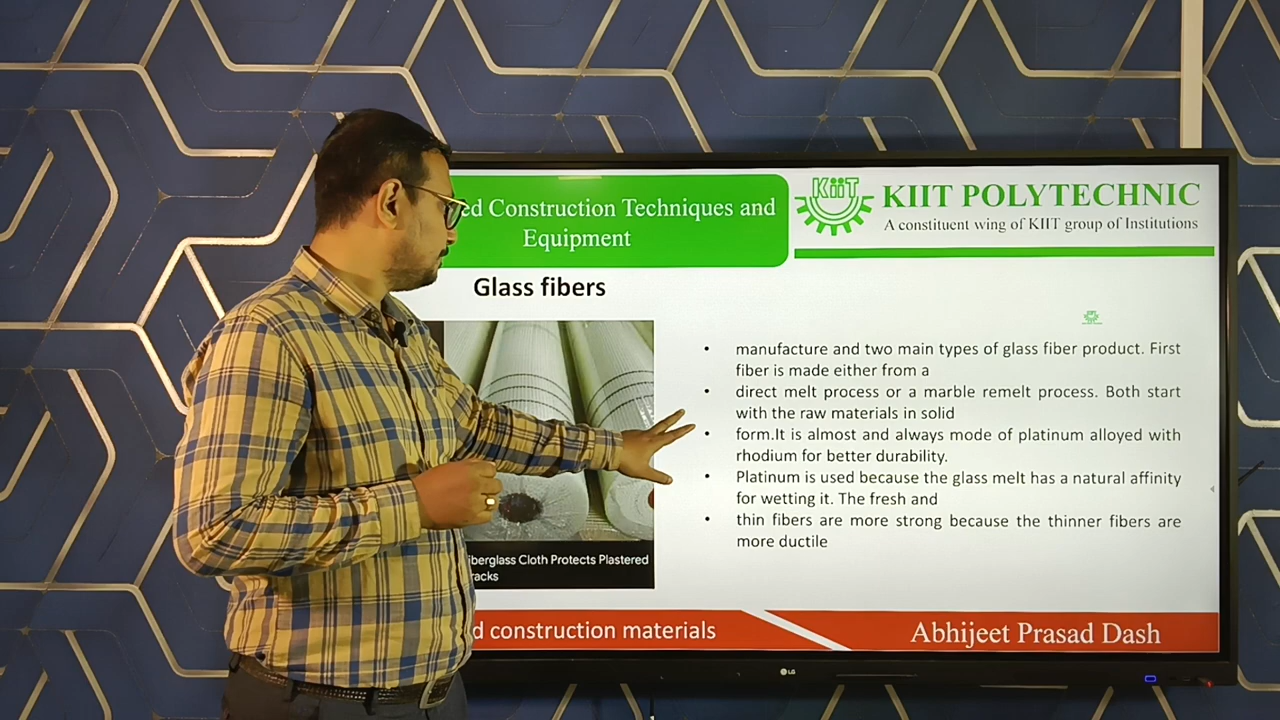 ed Construction Techniques and
Equipment
KiiT
KIIT POLYTECHNIC
A constituent wing of KIIT group of Institutions
Glass fibers
• manufacture and two main types of glass fiber product. First
fiber is made either from a
• direct melt process or a marble remelt process. Both start
with the raw materials in solid
• form.It is almost and always mode of platinum alloyed with
rhodium for better durability.
• Platinum is used because the glass melt has a natural affinity
for wetting it. The fresh and
• thin fibers are more strong because the thinner fibers are
more ductile
iberglass Cloth Protects Plastered
racks
d construction materials
Abhijeet Prasad Dash
LG